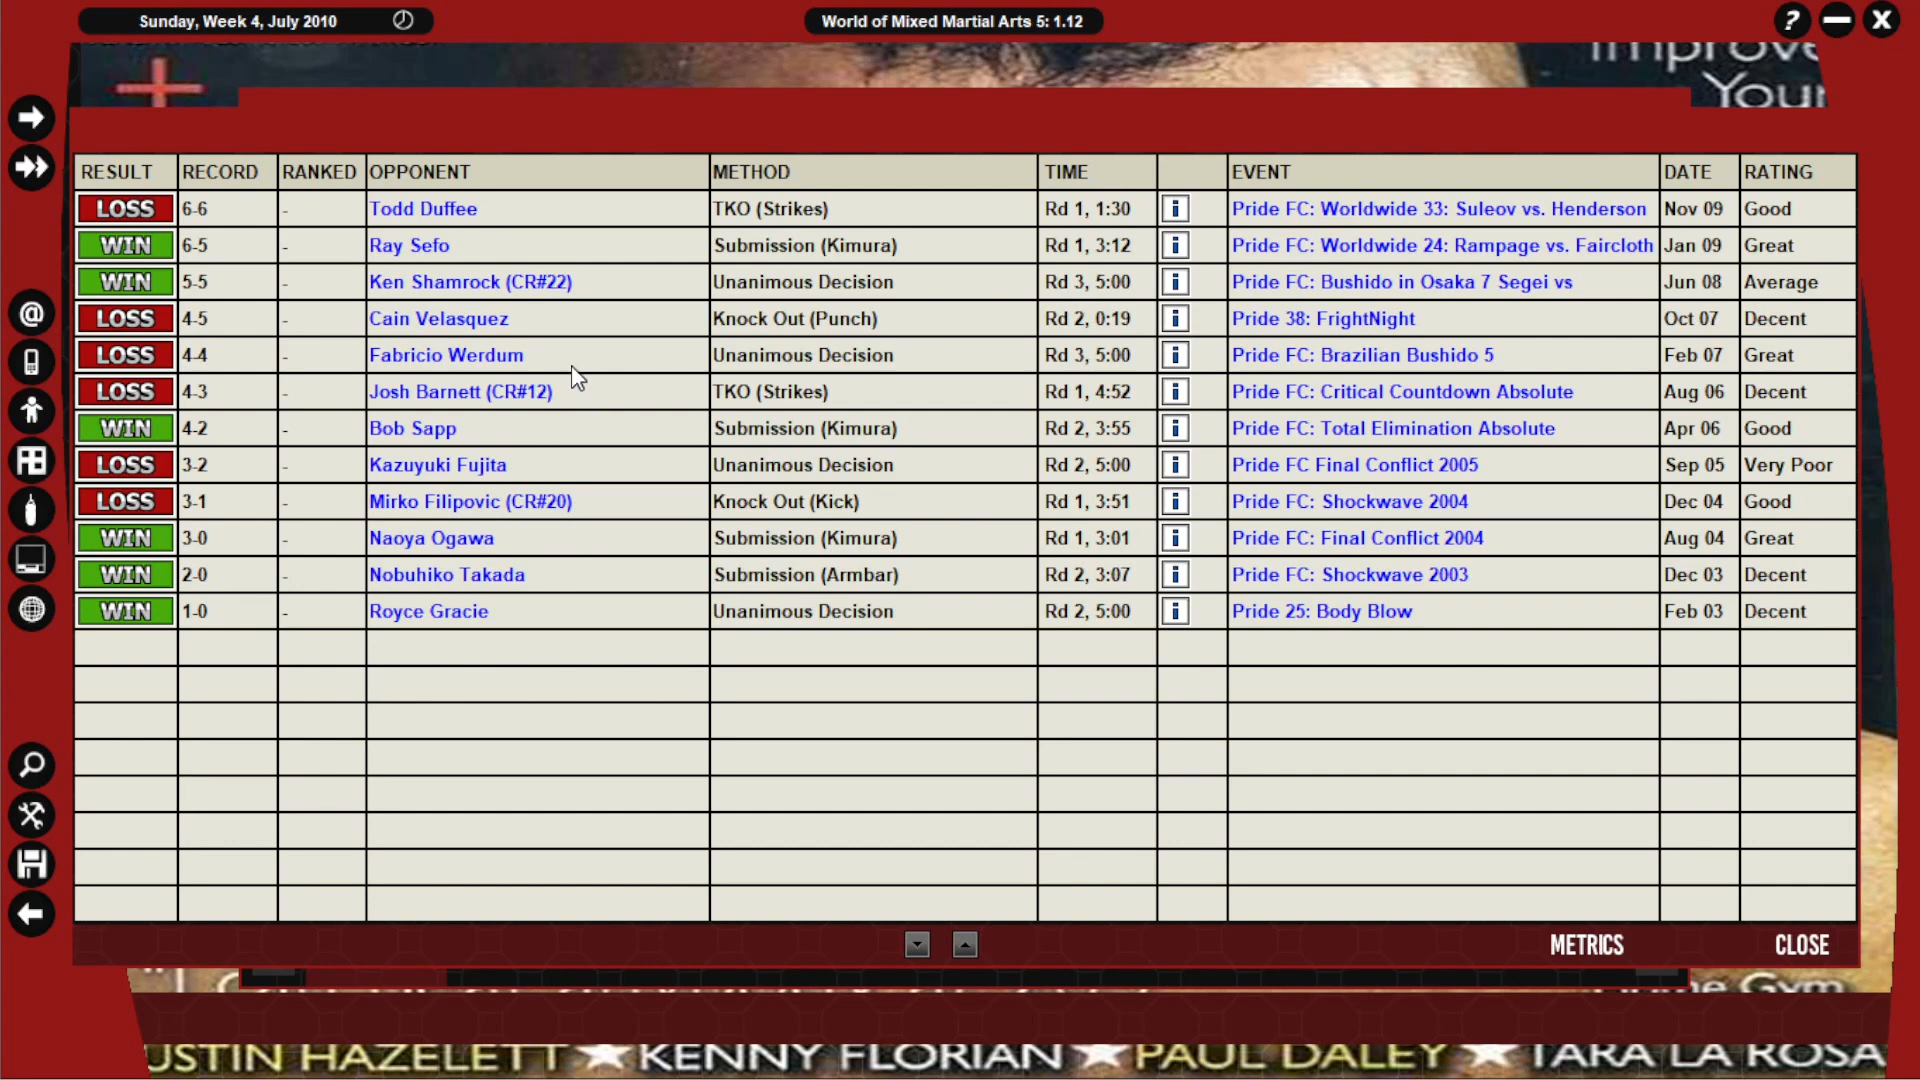 Sunday, Week 4, July 2010
World of Mixed Martial Arts 5: 1.12
Improve
Your
RESULT RECORD RANKED OPPONENT METHOD TIME EVENT DATE RATING
LOSS 6-6 - Todd Duffee TKO (Strikes) Rd 1, 1:30 i Pride FC: Worldwide 33: Suleov vs. Henderson Nov 09 Good
WIN 6-5 - Ray Sefo Submission (Kimura) Rd 1, 3:12 i Pride FC: Worldwide 24: Rampage vs. Faircloth Jan 09 Great
WIN 5-5 - Ken Shamrock (CR#22) Unanimous Decision Rd 3, 5:00 i Pride FC: Bushido in Osaka 7 Segei vs Jun 08 Average
LOSS 4-5 - Cain Velasquez Knock Out (Punch) Rd 2, 0:19 i Pride 38: FrightNight Oct 07 Decent
LOSS 4-4 - Fabricio Werdum Unanimous Decision Rd 3, 5:00 i Pride FC: Brazilian Bushido 5 Feb 07 Great
LOSS 4-3 - Josh Barnett (CR#12) TKO (Strikes) Rd 1, 4:52 i Pride FC: Critical Countdown Absolute Aug 06 Decent
WIN 4-2 - Bob Sapp Submission (Kimura) Rd 2, 3:55 i Pride FC: Total Elimination Absolute Apr 06 Good
LOSS 3-2 - Kazuyuki Fujita Unanimous Decision Rd 2, 5:00 i Pride FC Final Conflict 2005 Sep 05 Very Poor
LOSS 3-1 - Mirko Filipovic (CR#20) Knock Out (Kick) Rd 1, 3:51 i Pride FC: Shockwave 2004 Dec 04 Good
WIN 3-0 - Naoya Ogawa Submission (Kimura) Rd 1, 3:01 i Pride FC: Final Conflict 2004 Aug 04 Great
WIN 2-0 - Nobuhiko Takada Submission (Armbar) Rd 2, 3:07 i Pride FC: Shockwave 2003 Dec 03 Decent
WIN 1-0 - Royce Gracie Unanimous Decision Rd 2, 5:00 i Pride 25: Body Blow Feb 03 Decent
METRICS CLOSE
Gym
USTIN HAZELETT ★ KENNY FLORIAN ★ PAUL DALEY ★ TARA LA ROSA